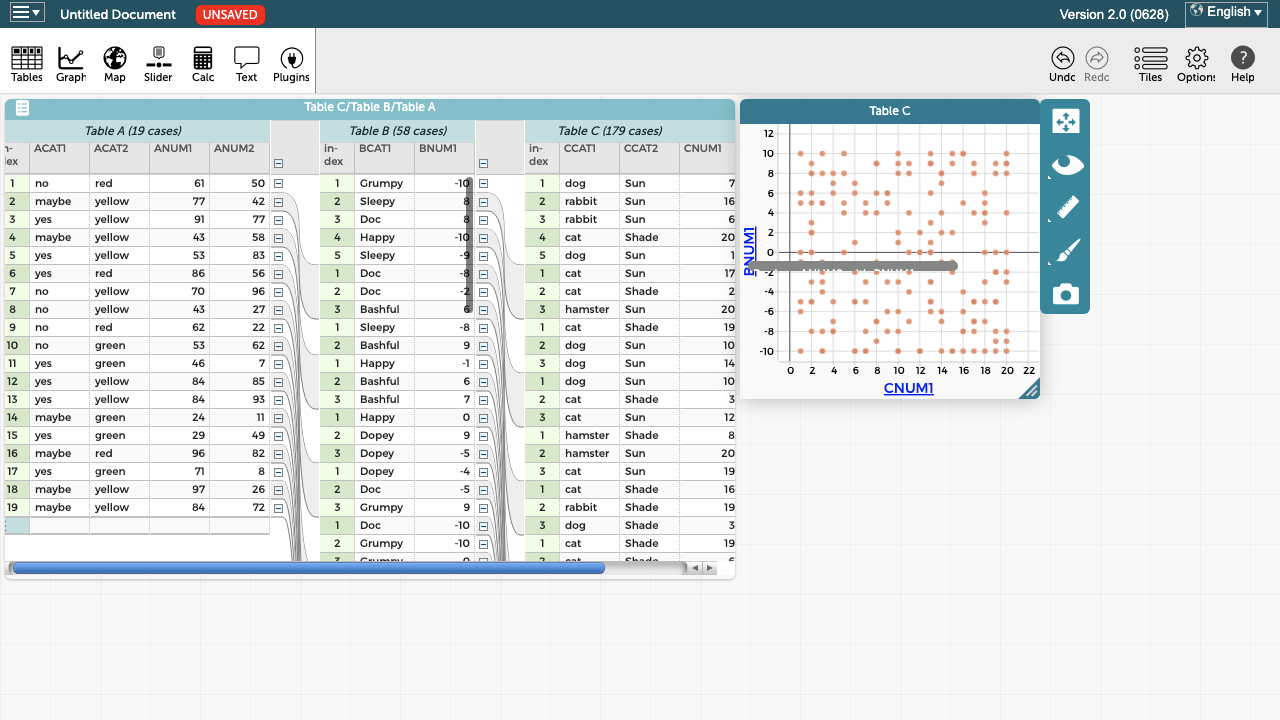 Untitled Document UNSAVED Version 2.0 (0628) English
Tables Graph Map Slider Calc Text Plugins Undo Redo Tiles Options Help
Table C/Table B/Table A
Table A (19 cases) Table B (58 cases) Table C (179 cases)
ACAT1 ACAT2 ANUM1 ANUM2 in-dex BCAT1 BNUM1 in-dex CCAT1 CCAT2 CNUM1
1 no red 61 50 1 Grumpy -10 1 dog Sun 7
2 maybe yellow 77 42 2 Sleepy 8 2 rabbit Sun 16
3 yes yellow 91 77 3 Doc 8 3 rabbit Sun 6
4 maybe yellow 43 58 4 Happy -10 4 cat Shade 20
5 yes yellow 53 83 5 Sleepy -9 5 dog Sun 1
6 yes red 86 56 1 Doc -8 1 cat Sun 17
7 no yellow 70 96 2 Doc -2 2 cat Shade 2
8 no yellow 43 27 3 Bashful 6 3 hamster Sun 20
9 no red 62 22 1 Sleepy -8 1 cat Shade 19
10 no green 53 62 2 Bashful 9 2 dog Sun 10
11 yes green 46 7 1 Happy -1 3 dog Sun 14
12 yes yellow 84 85 2 Bashful 6 1 dog Sun 10
13 yes yellow 84 93 3 Bashful 7 2 cat Shade 3
14 maybe green 24 11 1 Happy 0 3 cat Sun 12
15 yes green 29 49 2 Dopey 9 1 hamster Shade 8
16 maybe red 96 82 3 Dopey -5 2 hamster Sun 20
17 yes green 71 8 1 Dopey -4 3 cat Sun 19
18 maybe yellow 97 26 2 Doc -5 1 cat Shade 16
19 maybe yellow 84 72 3 Grumpy 9 2 rabbit Shade 19
1 Doc -10 3 dog Shade 3
2 Grumpy -10 1 cat Shade 19
Table C
12
10
8
6
4
2
0
-2
-4
-6
-8
-10
BNUM1
0 2 4 6 8 10 12 14 16 18 20 22
CNUM1